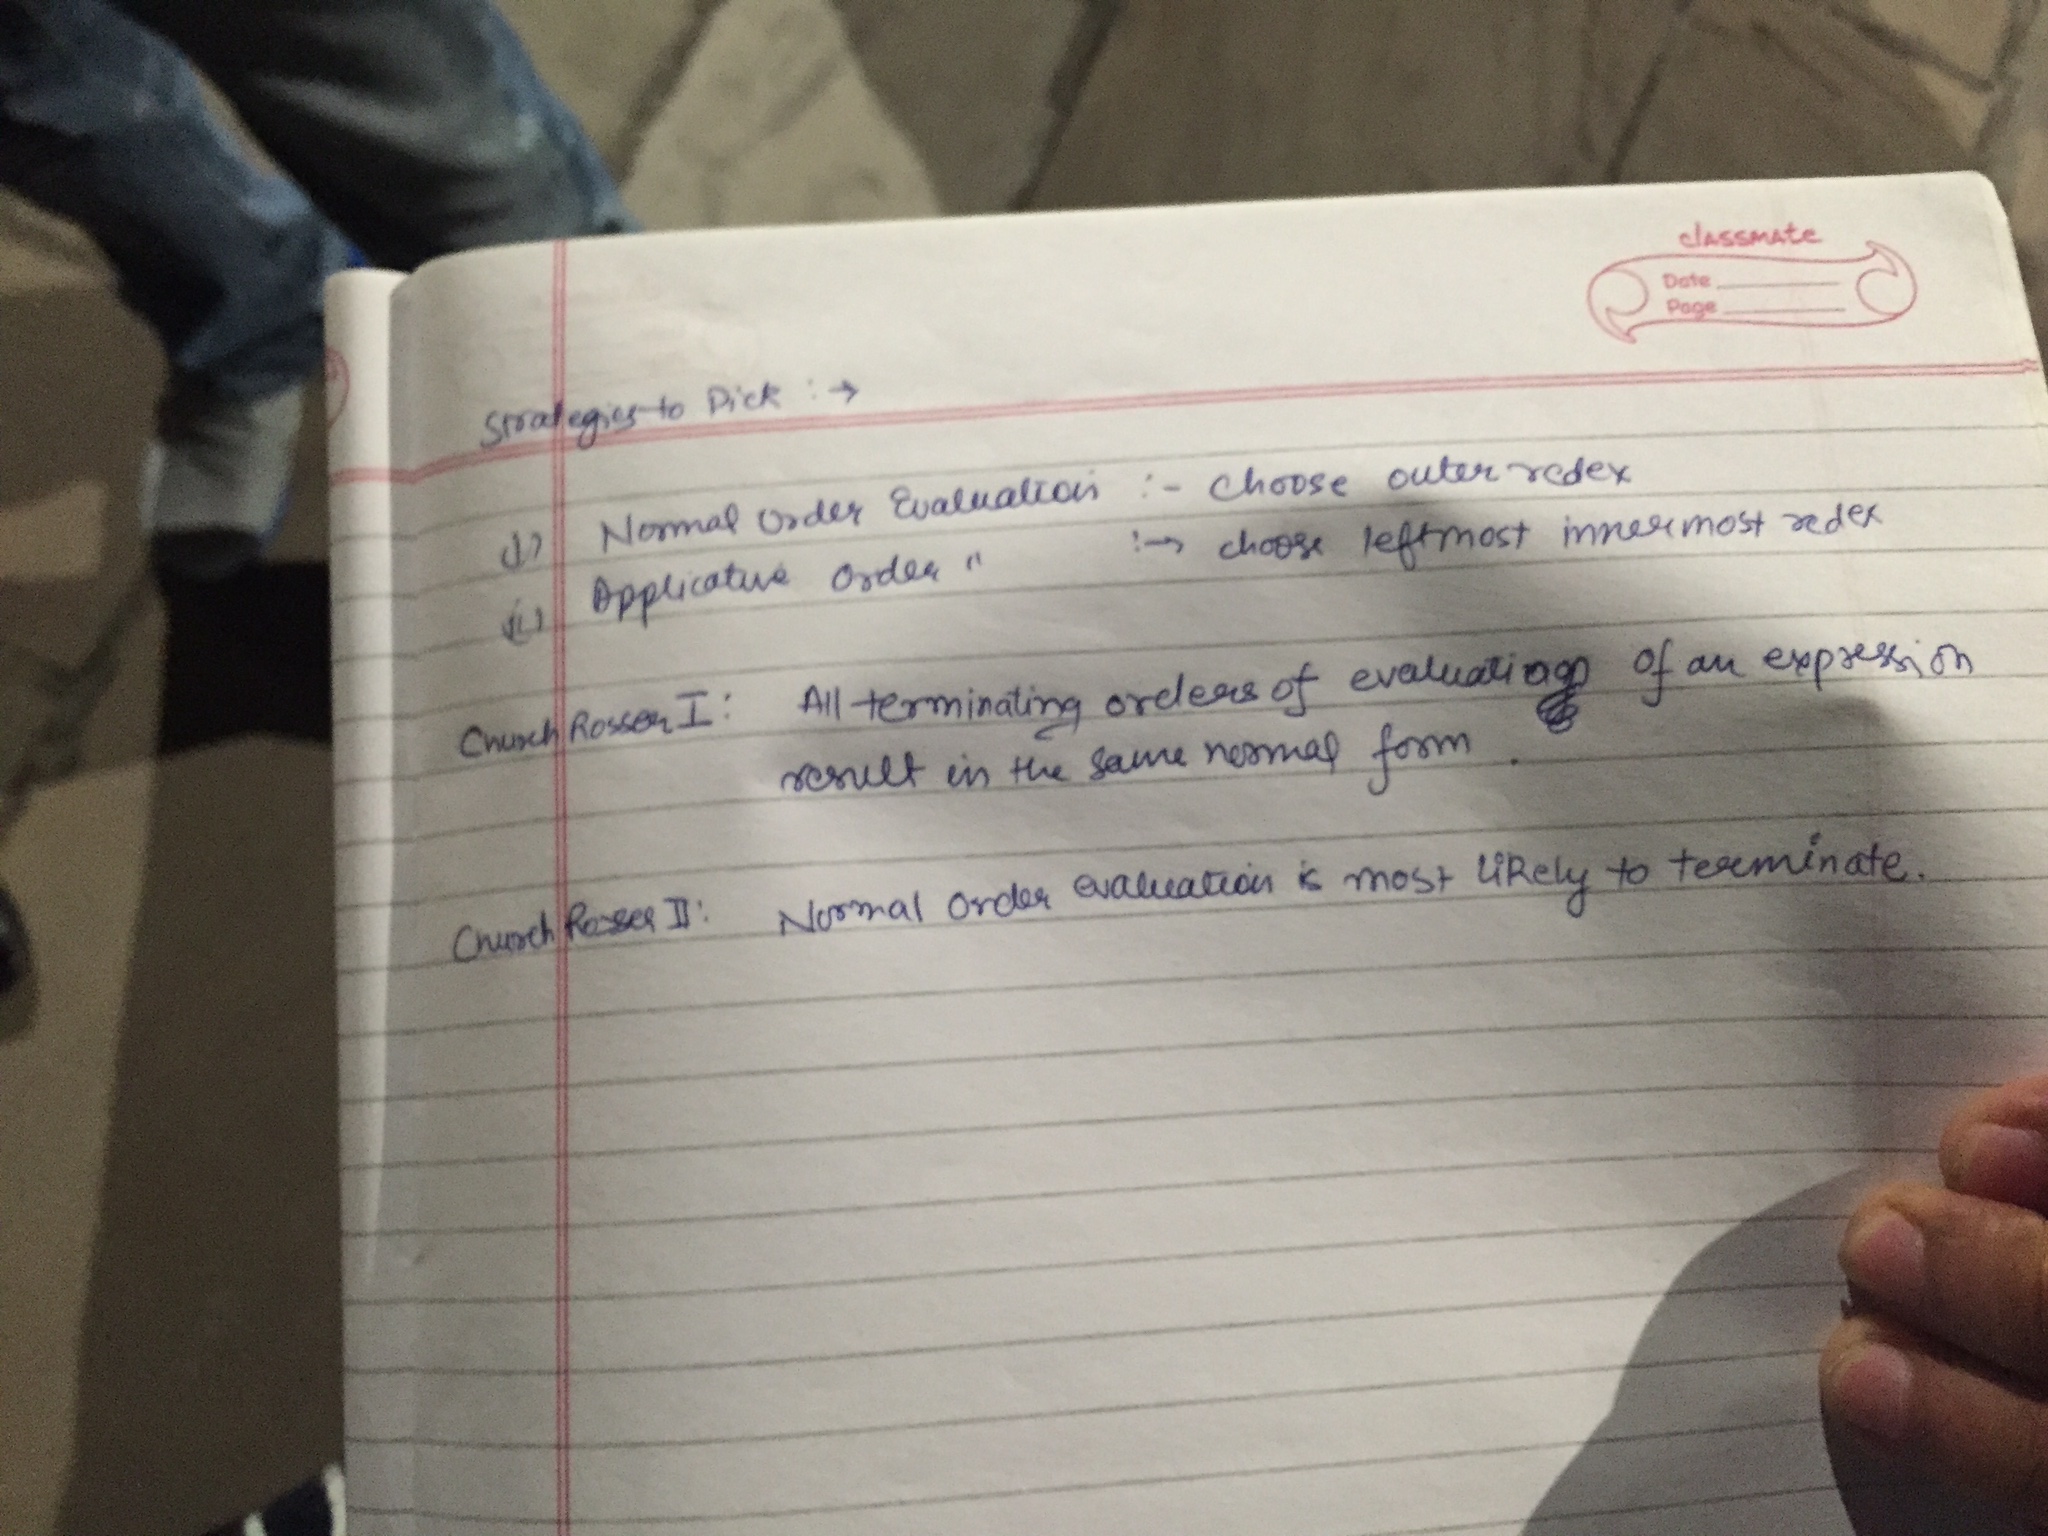 classmate
Date
Page
Strategies to Pick :→
(i) Normal Order Evaluation :- Choose outer redex
(ii) Applicative Order " :→ choose leftmost innermost redex
Church Rosser I : All terminating orders of evaluating of an expression
result in the same normal form .
Church Rosser II : Normal Order evaluation is most likely to terminate.